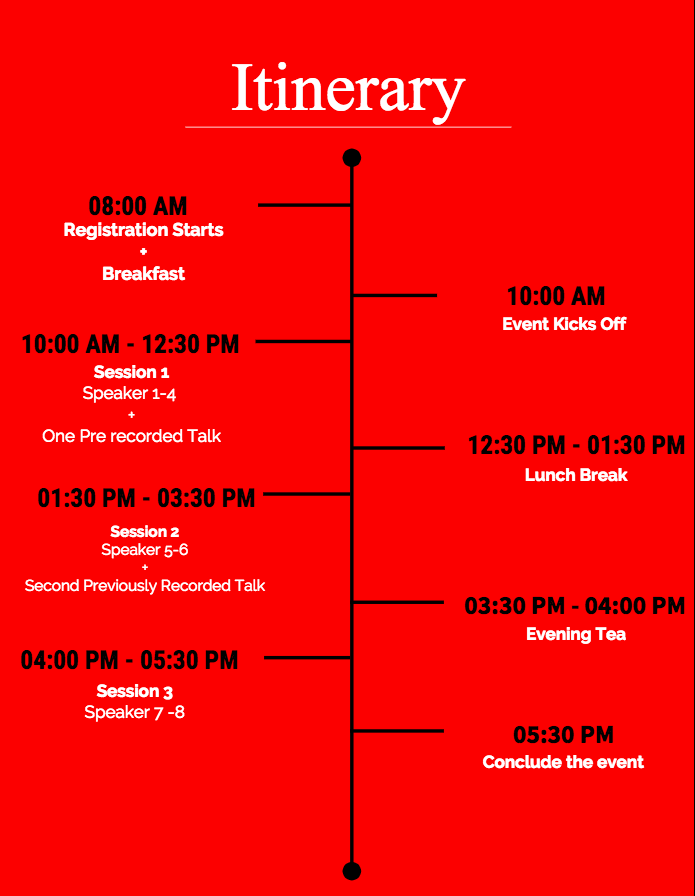 Itinerary
08:00 AM
Registration Starts
+
Breakfast
10:00 AM
Event Kicks Off
10:00 AM - 12:30 PM
Session 1
Speaker 1-4
+
One Pre recorded Talk
12:30 PM - 01:30 PM
Lunch Break
01:30 PM - 03:30 PM
Session 2
Speaker 5-6
+
Second Previously Recorded Talk
03:30 PM - 04:00 PM
Evening Tea
04:00 PM - 05:30 PM
Session 3
Speaker 7 -8
05:30 PM
Conclude the event